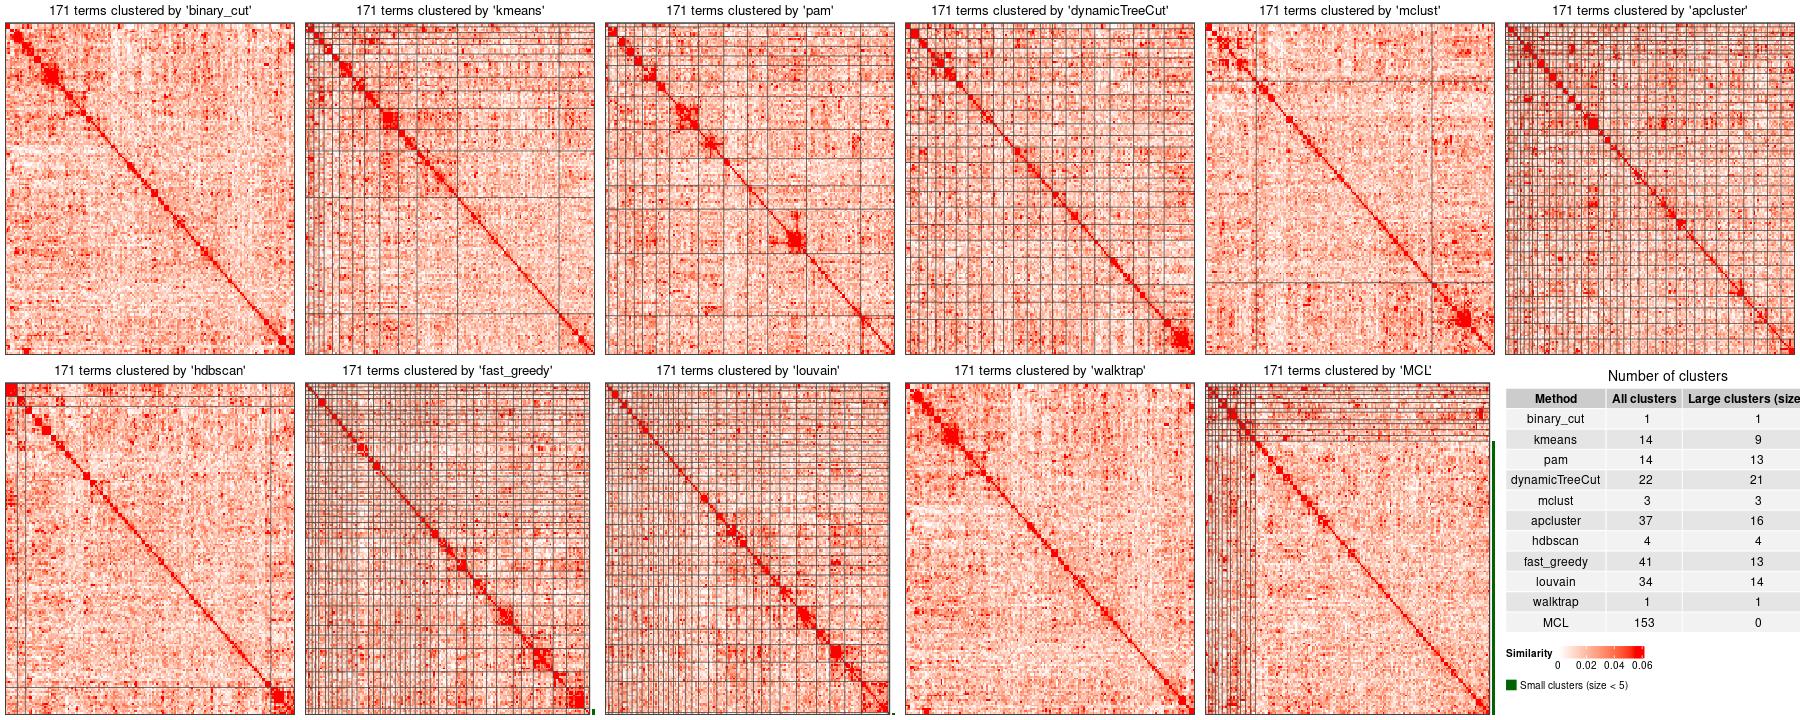 171 terms clustered by 'binary_cut'
171 terms clustered by 'kmeans'
171 terms clustered by 'pam'
171 terms clustered by 'dynamicTreeCut'
171 terms clustered by 'mclust'
171 terms clustered by 'apcluster'
171 terms clustered by 'hdbscan'
171 terms clustered by 'fast_greedy'
171 terms clustered by 'louvain'
171 terms clustered by 'walktrap'
171 terms clustered by 'MCL'
Number of clusters
Method All clusters Large clusters (size
binary_cut 1 1
kmeans 14 9
pam 14 13
dynamicTreeCut 22 21
mclust 3 3
apcluster 37 16
hdbscan 4 4
fast_greedy 41 13
louvain 34 14
walktrap 1 1
MCL 153 0
Similarity
0 0.02 0.04 0.06
Small clusters (size < 5)